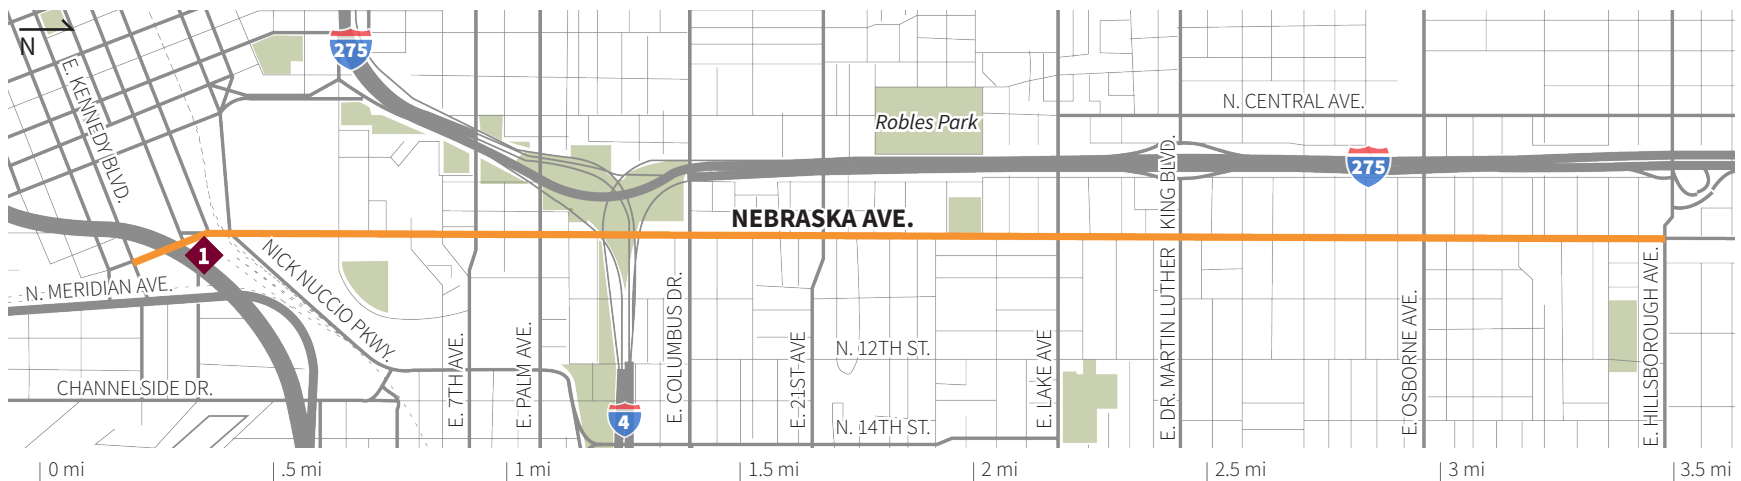 N
E. KENNEDY BLVD.
275
N. CENTRAL AVE.
Robles Park
275
NEBRASKA AVE.
1
NICK NUCCIO PKWY.
N. MERIDIAN AVE.
CHANNELSIDE DR.
E. 7TH AVE.
E. PALM AVE.
4
E. COLUMBUS DR.
E. 21ST AVE
N. 12TH ST.
N. 14TH ST.
E. LAKE AVE
E. DR. MARTIN LUTHER KING BLVD.
E. OSBORNE AVE.
E. HILLSBOROUGH AVE.
0 mi
.5 mi
1 mi
1.5 mi
2 mi
2.5 mi
3 mi
3.5 mi